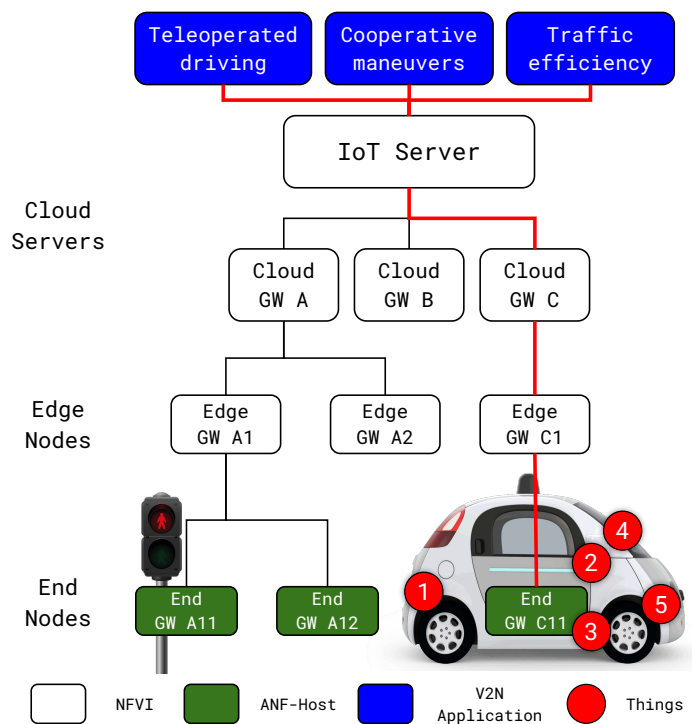 Teleoperated
driving
Cooperative
maneuvers
Traffic
efficiency
IoT Server
Cloud
Servers
Cloud
GW A
Cloud
GW B
Cloud
GW C
Edge
Nodes
Edge
GW A1
Edge
GW A2
Edge
GW C1
End
Nodes
End
GW A11
End
GW A12
End
GW C11
1
2
3
4
5
NFVI
ANF-Host
V2N
Application
Things